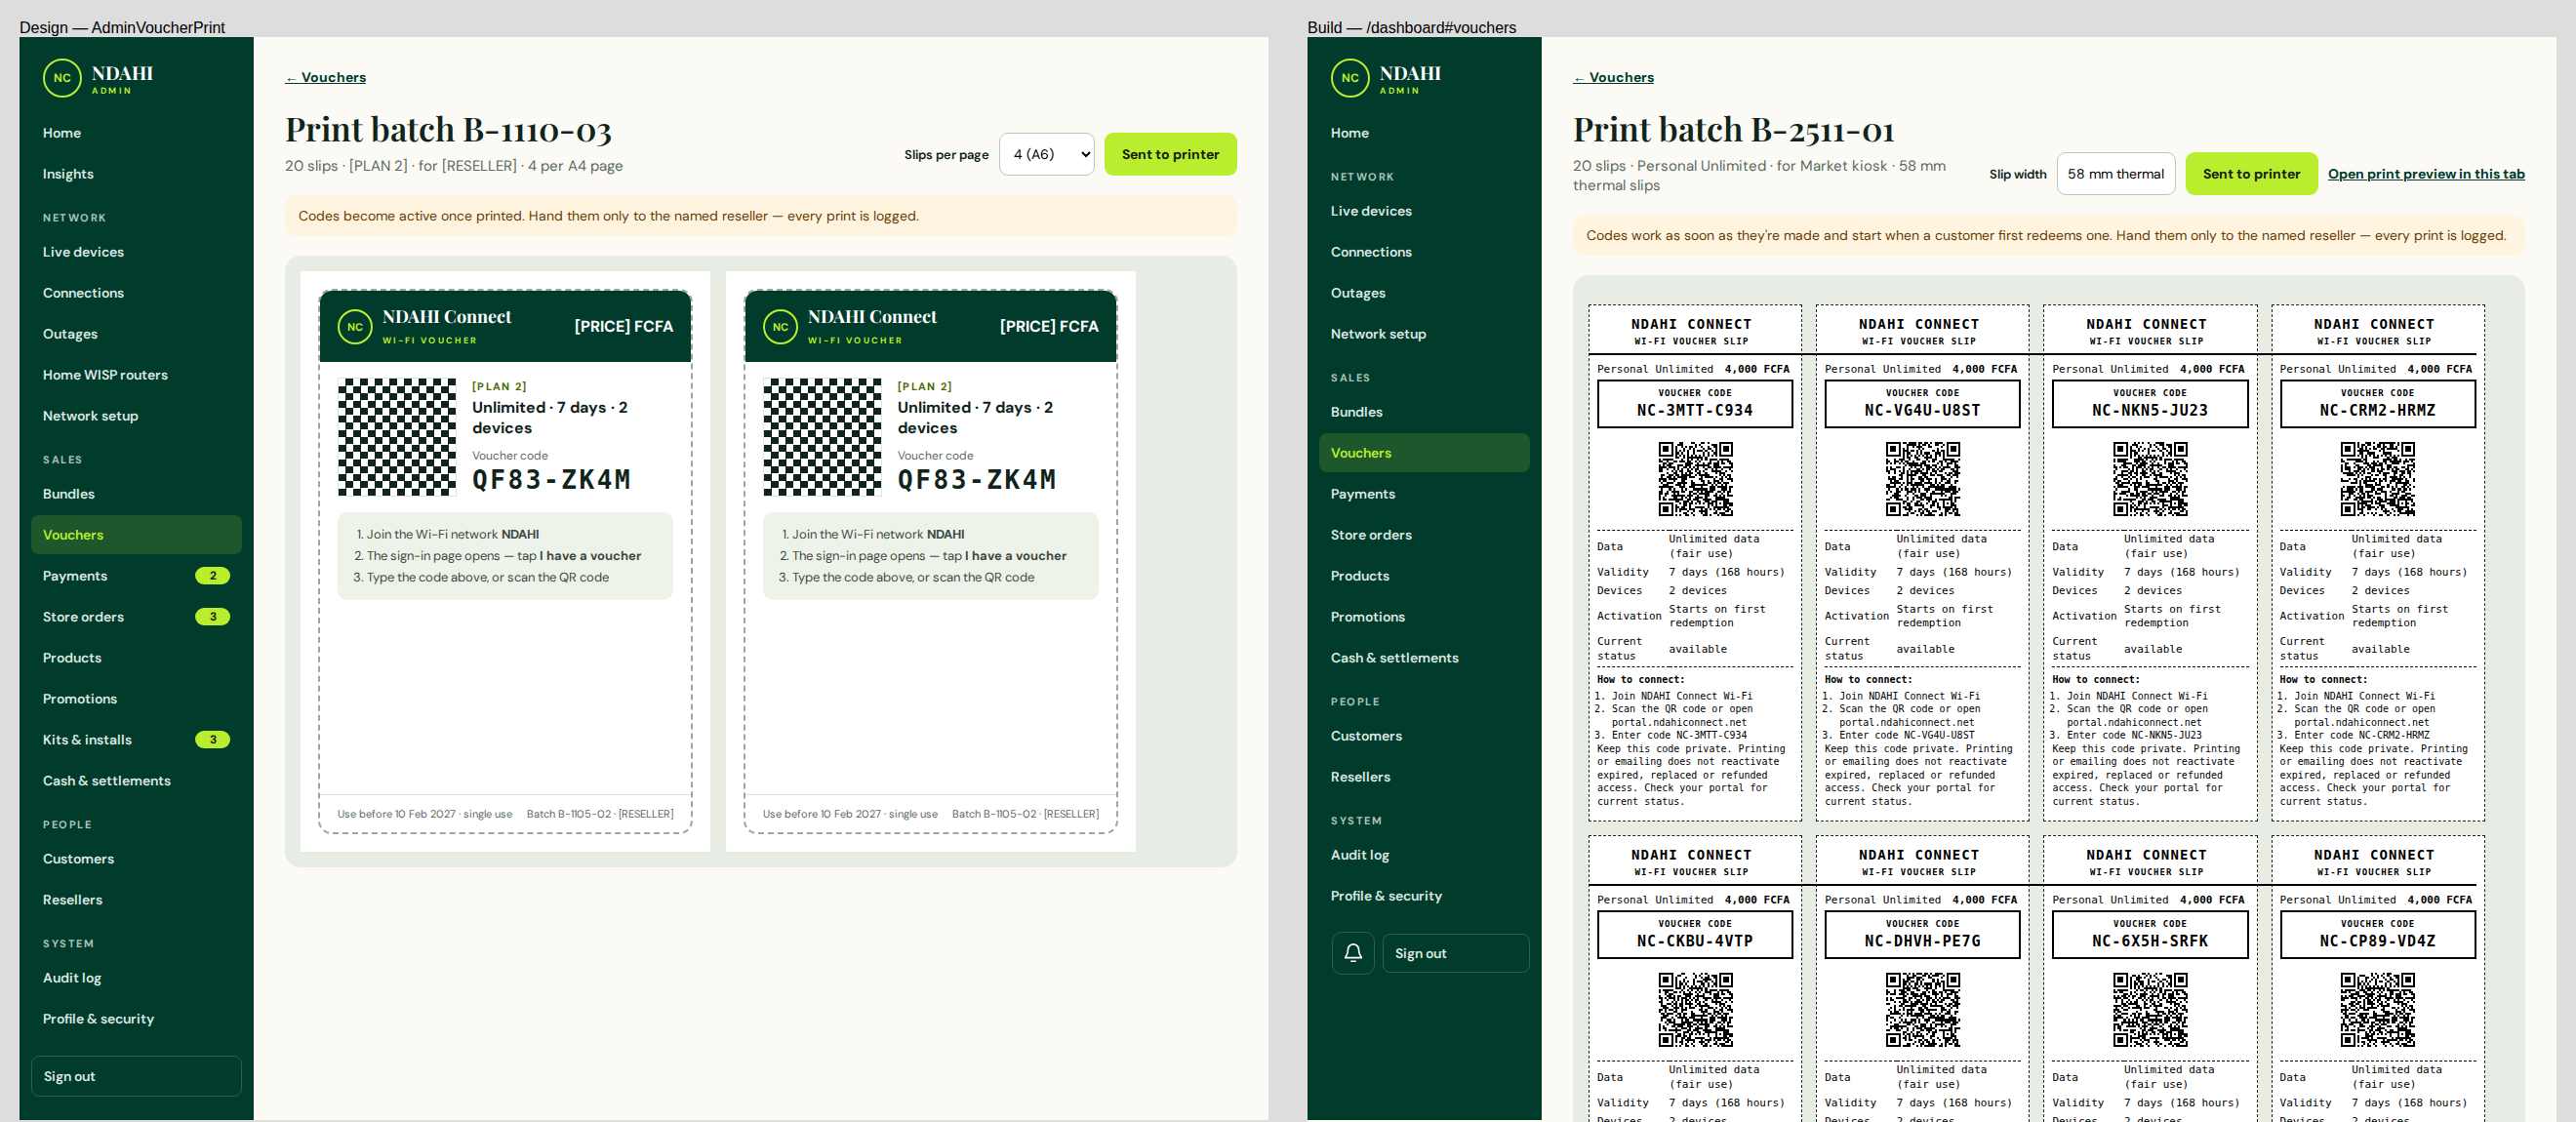 Design — AdminVoucherPrint
NC
NDAHI
ADMIN
Home
Insights
NETWORK
Live devices
Connections
Outages
Home WISP routers
Network setup
SALES
Bundles
Vouchers
Payments 2
Store orders 3
Products
Promotions
Kits & installs 3
Cash & settlements
PEOPLE
Customers
Resellers
SYSTEM
Audit log
Profile & security
Sign out
← Vouchers
Print batch B-1110-03
20 slips · [PLAN 2] · for [RESELLER] · 4 per A4 page
Slips per page 4 (A6) Sent to printer
Codes become active once printed. Hand them only to the named reseller — every print is logged.
NC
NDAHI Connect
WI-FI VOUCHER
[PRICE] FCFA
[PLAN 2]
Unlimited · 7 days · 2
devices
Voucher code
QF83-ZK4M
1. Join the Wi-Fi network NDAHI
2. The sign-in page opens — tap I have a voucher
3. Type the code above, or scan the QR code
Use before 10 Feb 2027 · single use Batch B-1105-02 · [RESELLER]
NC
NDAHI Connect
WI-FI VOUCHER
[PRICE] FCFA
[PLAN 2]
Unlimited · 7 days · 2
devices
Voucher code
QF83-ZK4M
1. Join the Wi-Fi network NDAHI
2. The sign-in page opens — tap I have a voucher
3. Type the code above, or scan the QR code
Use before 10 Feb 2027 · single use Batch B-1105-02 · [RESELLER]
Build — /dashboard#vouchers
NC
NDAHI
ADMIN
Home
NETWORK
Live devices
Connections
Outages
Network setup
SALES
Bundles
Vouchers
Payments
Store orders
Products
Promotions
Cash & settlements
PEOPLE
Customers
Resellers
SYSTEM
Audit log
Profile & security
Sign out
← Vouchers
Print batch B-2511-01
20 slips · Personal Unlimited · for Market kiosk · 58 mm
thermal slips
Slip width 58 mm thermal Sent to printer Open print preview in this tab
Codes work as soon as they're made and start when a customer first redeems one. Hand them only to the named reseller — every print is logged.
NDAHI CONNECT
WI-FI VOUCHER SLIP
Personal Unlimited 4,000 FCFA
VOUCHER CODE
NC-3MTT-C934
Data Unlimited data
(fair use)
Validity 7 days (168 hours)
Devices 2 devices
Activation Starts on first
redemption
Current
status available
How to connect:
1. Join NDAHI Connect Wi-Fi
2. Scan the QR code or open
portal.ndahiconnect.net
3. Enter code NC-3MTT-C934
Keep this code private. Printing
or emailing does not reactivate
expired, replaced or refunded
access. Check your portal for
current status.
NDAHI CONNECT
WI-FI VOUCHER SLIP
Personal Unlimited 4,000 FCFA
VOUCHER CODE
NC-VG4U-U8ST
Data Unlimited data
(fair use)
Validity 7 days (168 hours)
Devices 2 devices
Activation Starts on first
redemption
Current
status available
How to connect:
1. Join NDAHI Connect Wi-Fi
2. Scan the QR code or open
portal.ndahiconnect.net
3. Enter code NC-VG4U-U8ST
Keep this code private. Printing
or emailing does not reactivate
expired, replaced or refunded
access. Check your portal for
current status.
NDAHI CONNECT
WI-FI VOUCHER SLIP
Personal Unlimited 4,000 FCFA
VOUCHER CODE
NC-NKN5-JU23
Data Unlimited data
(fair use)
Validity 7 days (168 hours)
Devices 2 devices
Activation Starts on first
redemption
Current
status available
How to connect:
1. Join NDAHI Connect Wi-Fi
2. Scan the QR code or open
portal.ndahiconnect.net
3. Enter code NC-NKN5-JU23
Keep this code private. Printing
or emailing does not reactivate
expired, replaced or refunded
access. Check your portal for
current status.
NDAHI CONNECT
WI-FI VOUCHER SLIP
Personal Unlimited 4,000 FCFA
VOUCHER CODE
NC-CRM2-HRMZ
Data Unlimited data
(fair use)
Validity 7 days (168 hours)
Devices 2 devices
Activation Starts on first
redemption
Current
status available
How to connect:
1. Join NDAHI Connect Wi-Fi
2. Scan the QR code or open
portal.ndahiconnect.net
3. Enter code NC-CRM2-HRMZ
Keep this code private. Printing
or emailing does not reactivate
expired, replaced or refunded
access. Check your portal for
current status.
NDAHI CONNECT
WI-FI VOUCHER SLIP
Personal Unlimited 4,000 FCFA
VOUCHER CODE
NC-CKBU-4VTP
Data Unlimited data
(fair use)
Validity 7 days (168 hours)
Devices 2 devices
NDAHI CONNECT
WI-FI VOUCHER SLIP
Personal Unlimited 4,000 FCFA
VOUCHER CODE
NC-DHVH-PE7G
Data Unlimited data
(fair use)
Validity 7 days (168 hours)
Devices 2 devices
NDAHI CONNECT
WI-FI VOUCHER SLIP
Personal Unlimited 4,000 FCFA
VOUCHER CODE
NC-6X5H-SRFK
Data Unlimited data
(fair use)
Validity 7 days (168 hours)
Devices 2 devices
NDAHI CONNECT
WI-FI VOUCHER SLIP
Personal Unlimited 4,000 FCFA
VOUCHER CODE
NC-CP89-VD4Z
Data Unlimited data
(fair use)
Validity 7 days (168 hours)
Devices 2 devices